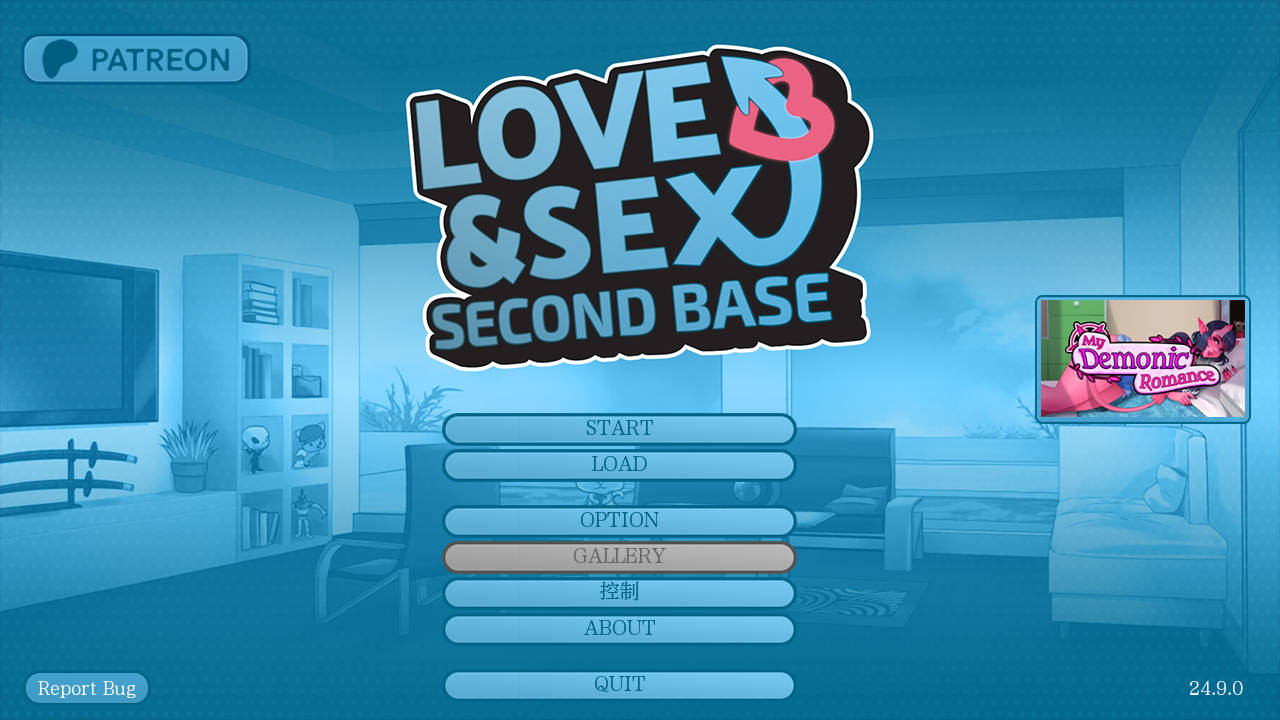 PATREON
LOVE
&SEX
SECOND BASE
My
Demonic
Romance
START
LOAD
OPTION
GALLERY
控制
ABOUT
QUIT
Report Bug
24.9.0